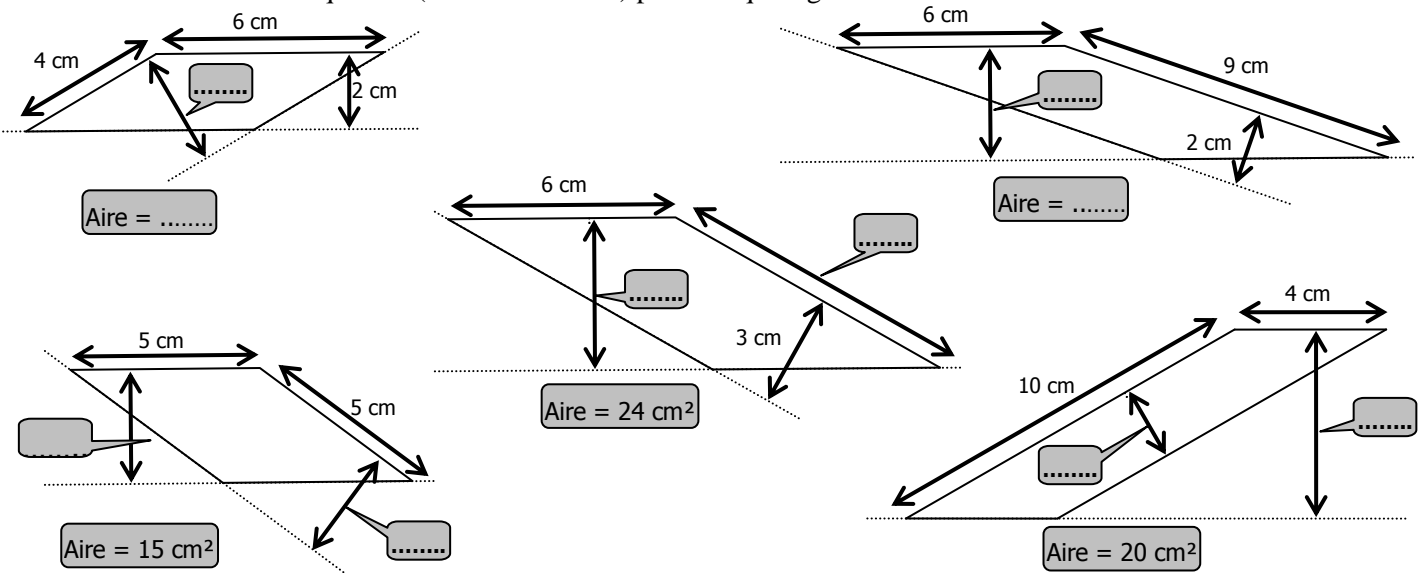 6 cm
4 cm
........
2 cm
Aire = ........
6 cm
9 cm
........
2 cm
Aire = ........
6 cm
........
........
3 cm
Aire = 24 cm²
5 cm
5 cm
........
........
Aire = 15 cm²
4 cm
10 cm
........
........
Aire = 20 cm²